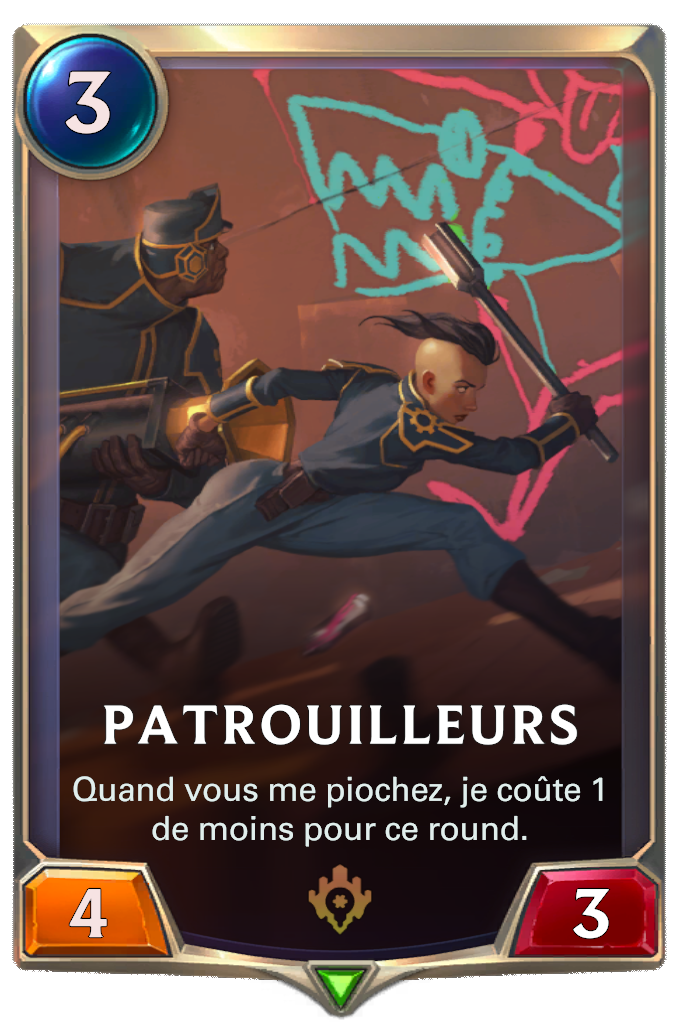 3
PATROUILLEURS
Quand vous me piochez, je coûte 1
de moins pour ce round.
4
3